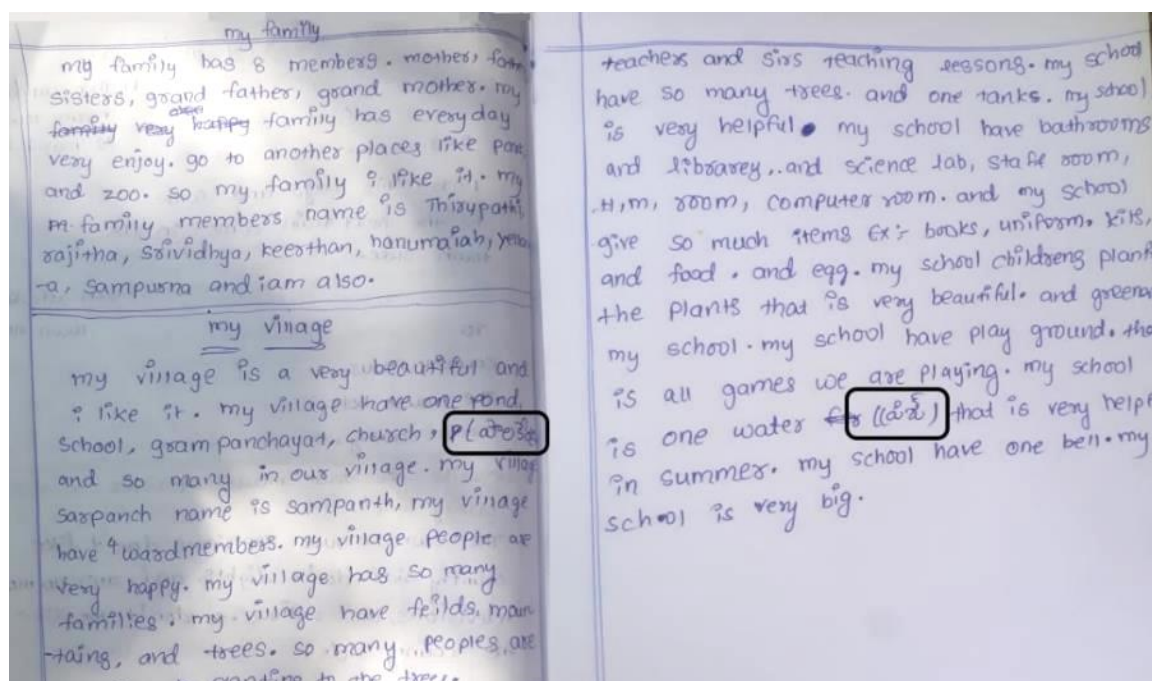 my family
my family has 8 members. mother, fath
sisters, grand father, grand mother. my
family very happy family has everyday
very enjoy. go to another places like park
and zoo. so my family i like it. my
m family members name is Thirupathi,
rajitha, Srividhya, keerthan, hanumaiah, yella
-a, Sampurna and iam also.
my village
my village is a very beautiful and
i like it. my village have one pond,
school, gram panchayat, church,
and so many in our village. my villag
sarpanch name is sampanth, my village
have 4 wardmembers. my village people are
very happy. my village has so many
families. my village have feilds, moun
-taing, and trees. so many peoples are
to the trees.
teachers and sirs teaching lessons. my school
have so many trees. and one tanks. my school
is very helpful. my school have bathrooms
and librarey, and science lab, staff room,
H,m, room, computer room. and my school
give so much items Ex:- books, uniform, kits,
and food. and egg. my school childrens plant
the plants that is very beautiful. and greena
my school. my school have play ground. tha
is all games we are playing. my school
is one water that is very helpf
in summer. my school have one bell. my
school is very big.